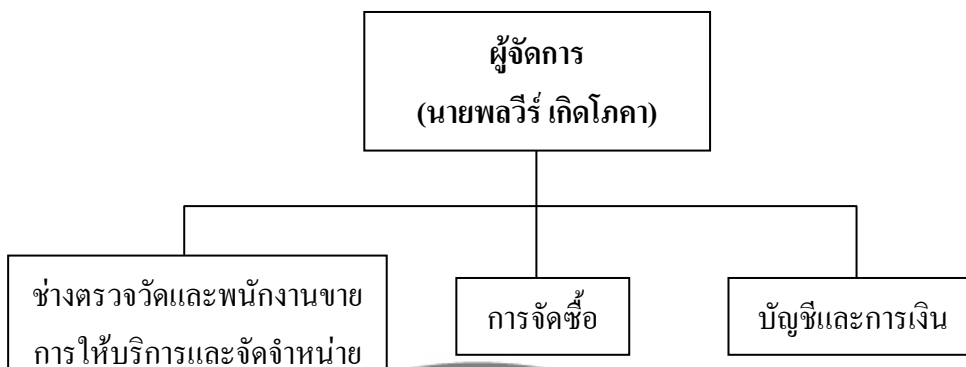 ผู้จัดการ
(นายพลวีร์ เกิดโภคา)
ช่างตรวจวัดและพนักงานขาย
การให้บริการและจัดจำหน่าย
การจัดซื้อ
บัญชีและการเงิน